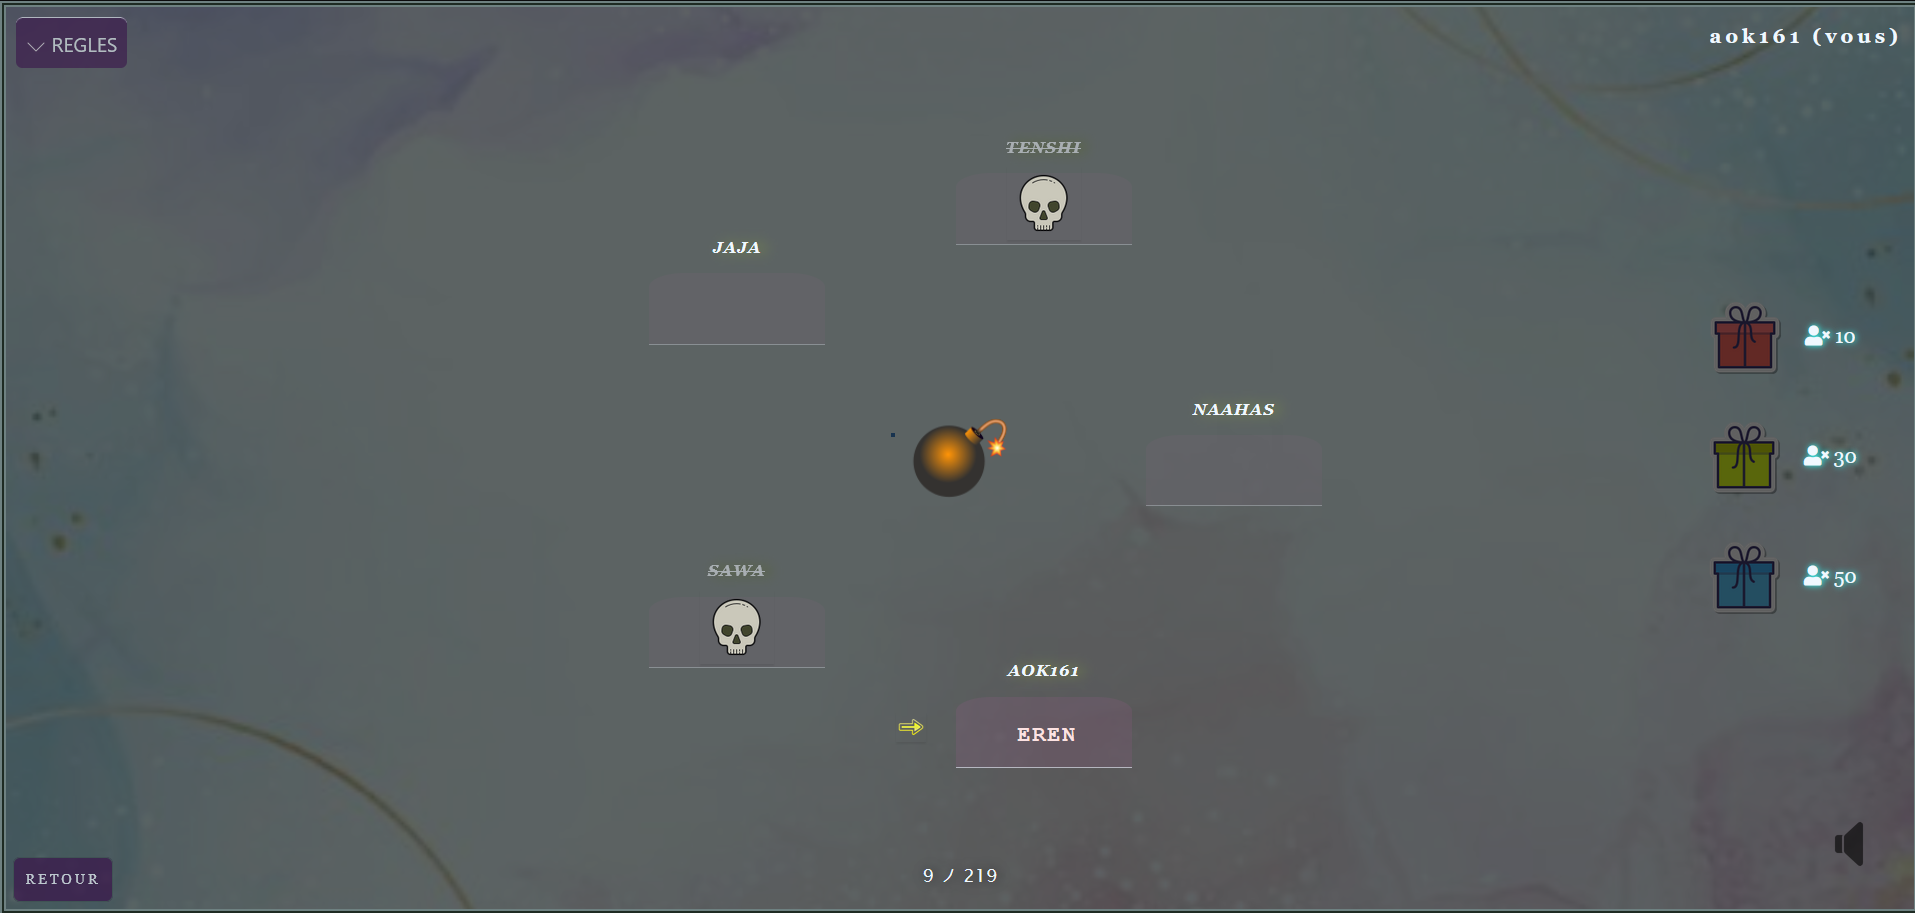 REGLES
aok161 (vous)
TENSHI
JAJA
NAAHAS
SAWA
AOK161
EREN
10
30
50
9 / 219
RETOUR